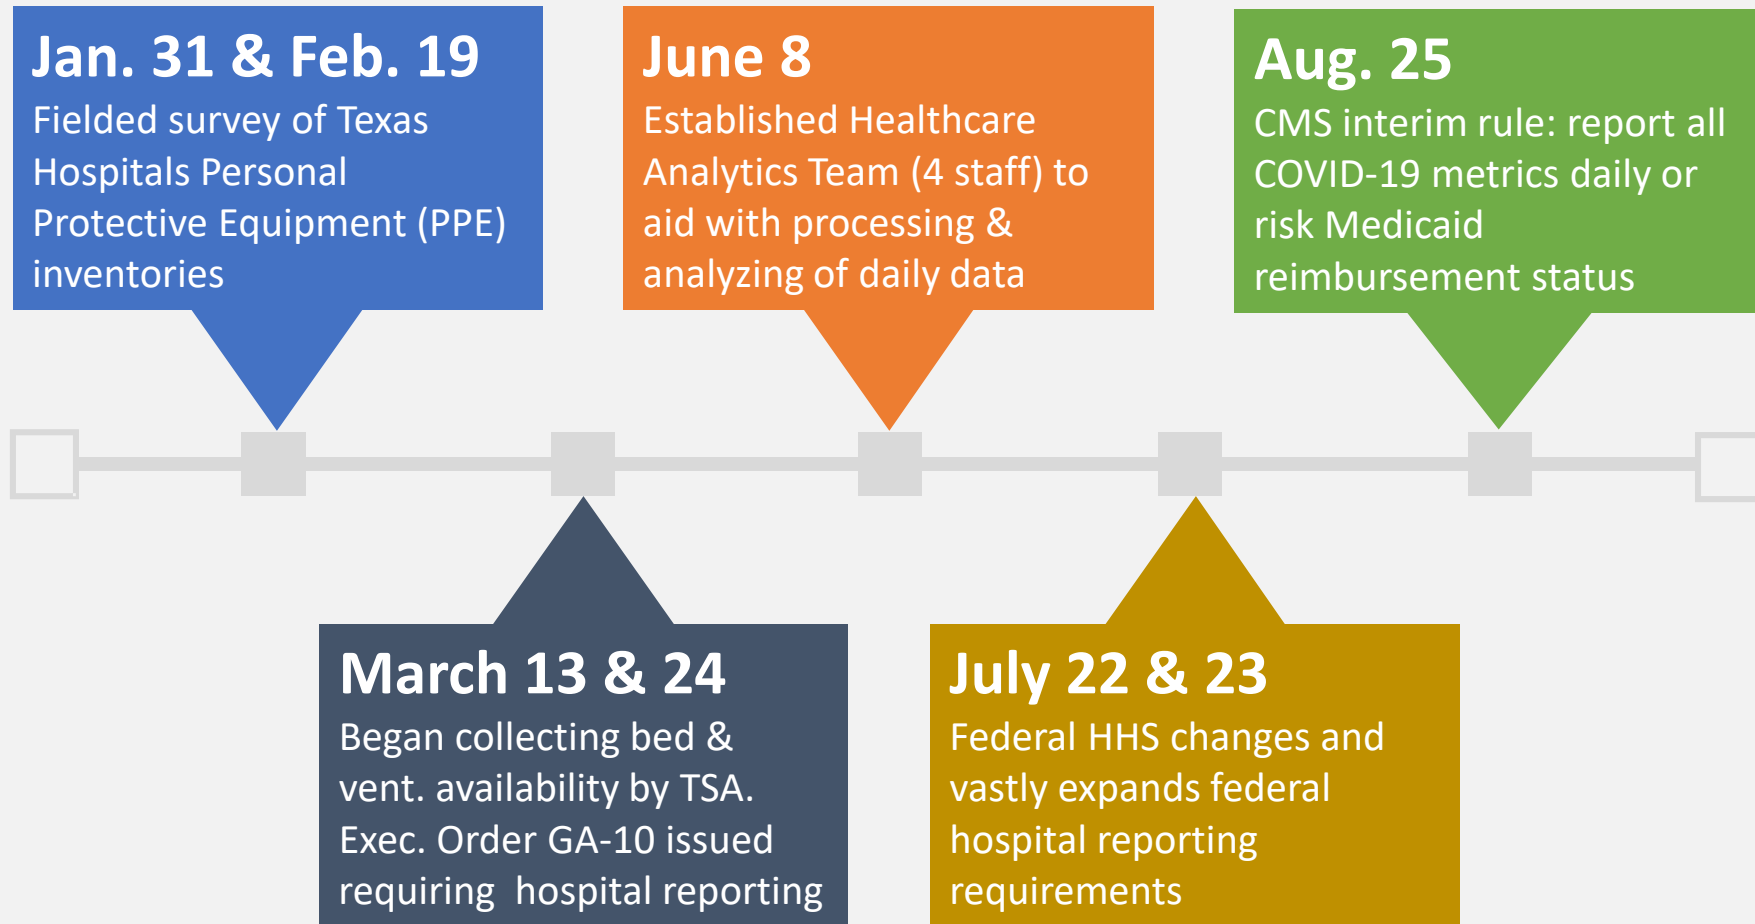 Jan. 31 & Feb. 19
Fielded survey of Texas
Hospitals Personal
Protective Equipment (PPE)
inventories
June 8
Established Healthcare
Analytics Team (4 staff) to
aid with processing &
analyzing of daily data
Aug. 25
CMS interim rule: report all
COVID-19 metrics daily or
risk Medicaid
reimbursement status
March 13 & 24
Began collecting bed &
vent. availability by TSA.
Exec. Order GA-10 issued
requiring  hospital reporting
July 22 & 23
Federal HHS changes and
vastly expands federal
hospital reporting
requirements